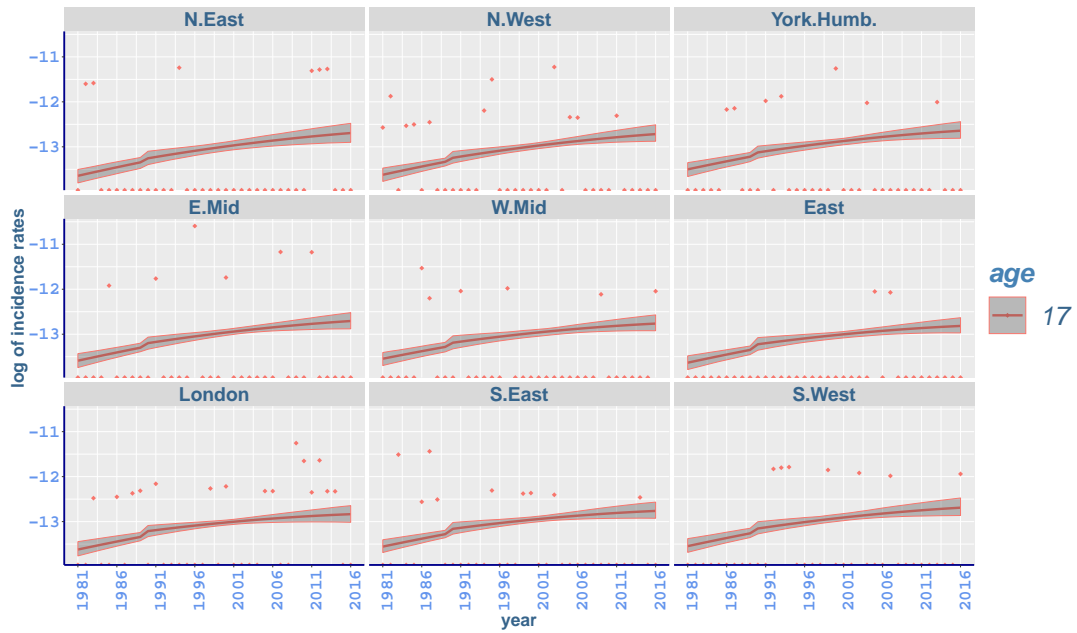 N.East N.West York.Humb.
−11
−12
−13
E.Mid W.Mid East
−11
−12
−13
London S.East S.West
−11
−12
−13
1981 1986 1991 1996 2001 2006 2011 2016 1981 1986 1991 1996 2001 2006 2011 2016 1981 1986 1991 1996 2001 2006 2011 2016
year
log of incidence rates
age
17